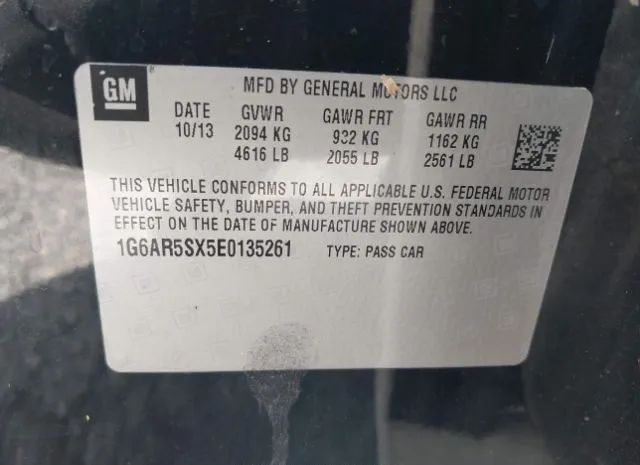 GM
MFD BY GENERAL MOTORS LLC
DATE GVWR GAWR FRT GAWR RR
10/13 2094 KG 932 KG 1162 KG
4616 LB 2055 LB 2561 LB
THIS VEHICLE CONFORMS TO ALL APPLICABLE U.S. FEDERAL MOTOR
VEHICLE SAFETY, BUMPER, AND THEFT PREVENTION STANDARDS IN
EFFECT ON THE DATE OF MANUFACTURE SHOWN ABOVE.
1G6AR5SX5E0135261 TYPE: PASS CAR